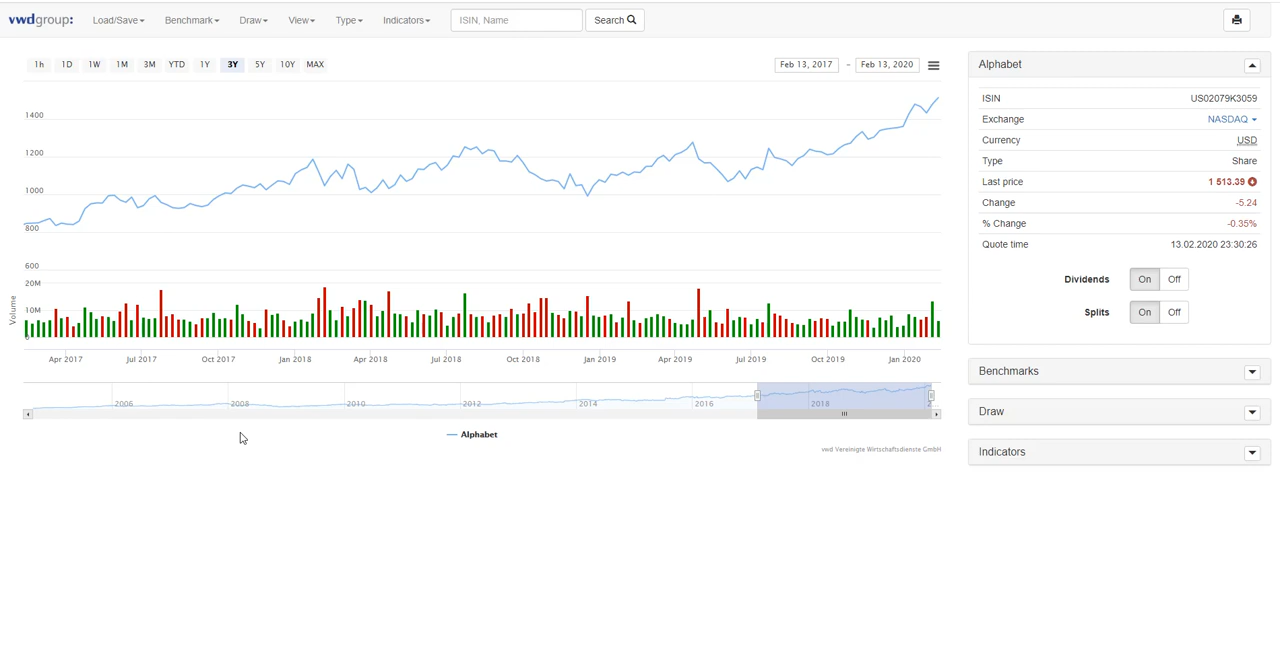 vwdgroup: Load/Save Benchmark Draw View Type Indicators ISIN, Name Search
1h 1D 1W 1M 3M YTD 1Y 3Y 5Y 10Y MAX Feb 13, 2017 - Feb 13, 2020
1400
1200
1000
800
600
20M
10M
0
Volume
Apr 2017 Jul 2017 Oct 2017 Jan 2018 Apr 2018 Jul 2018 Oct 2018 Jan 2019 Apr 2019 Jul 2019 Oct 2019 Jan 2020
2006 2008 2010 2012 2014 2016 2018 2...
Alphabet
vwd Vereinigte Wirtschaftsdienste GmbH
Alphabet
ISIN US02079K3059
Exchange NASDAQ
Currency USD
Type Share
Last price 1 513.39
Change -5.24
% Change -0.35%
Quote time 13.02.2020 23:30:26
Dividends On Off
Splits On Off
Benchmarks
Draw
Indicators